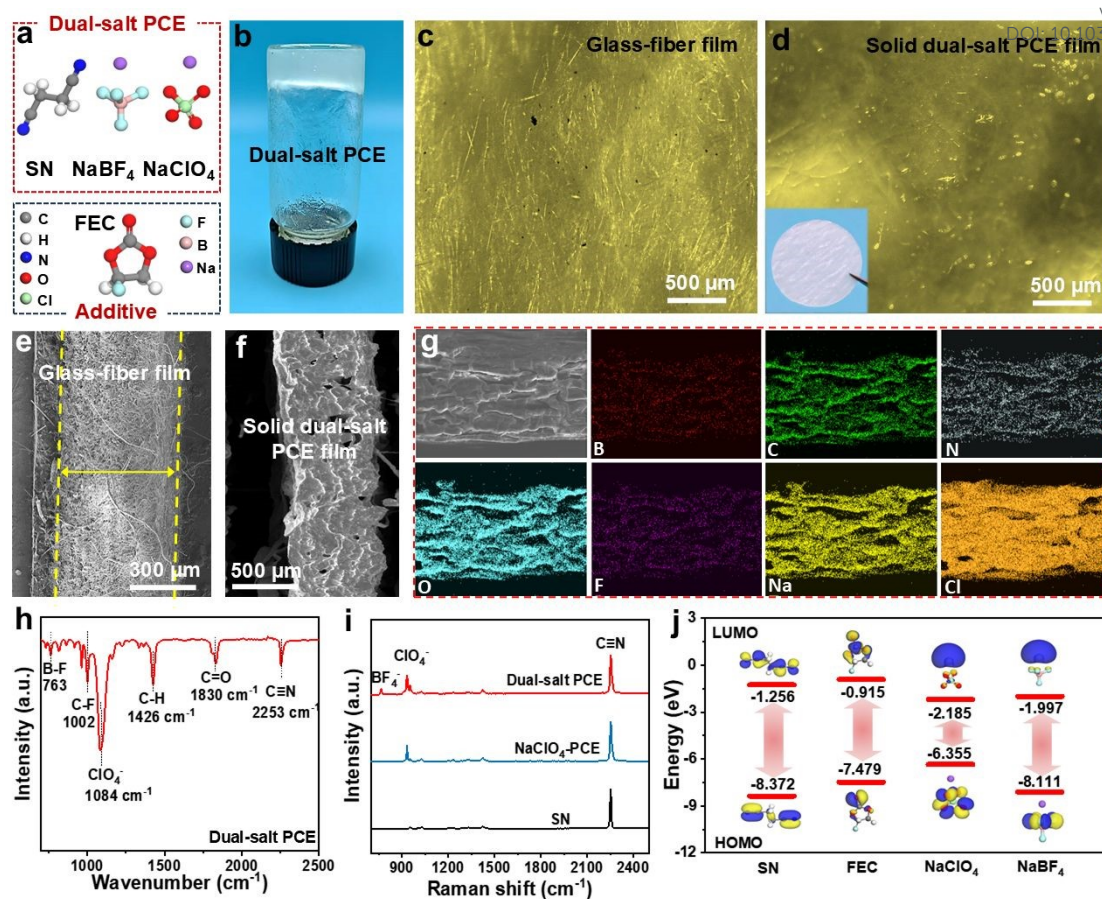 Dual-salt PCE
a
SN NaBF₄ NaClO₄
C
H
N
O
Cl
FEC
F
B
Na
Additive
b
Dual-salt PCE
c
Glass-fiber film
500 µm
DOI: 10.103
d
Solid dual-salt PCE film
500 µm
e
Glass-fiber film
300 µm
f
Solid dual-salt
PCE film
500 µm
g
B
C
N
O
F
Na
Cl
h
Intensity (a.u.)
B-F
763
C-F
1002
ClO₄⁻
1084 cm⁻¹
C-H
1426 cm⁻¹
C=O
1830 cm⁻¹
C≡N
2253 cm⁻¹
Dual-salt PCE
1000 1500 2000 2500
Wavenumber (cm⁻¹)
i
Intensity (a.u.)
BF₄⁻
ClO₄⁻
C≡N
Dual-salt PCE
NaClO₄-PCE
SN
900 1200 1500 1800 2100 2400
Raman shift (cm⁻¹)
j
Energy (eV)
3
0
-3
-6
-9
-12
LUMO
-1.256
-0.915
-2.185
-1.997
-8.372
-7.479
-6.355
-8.111
HOMO
SN FEC NaClO₄ NaBF₄